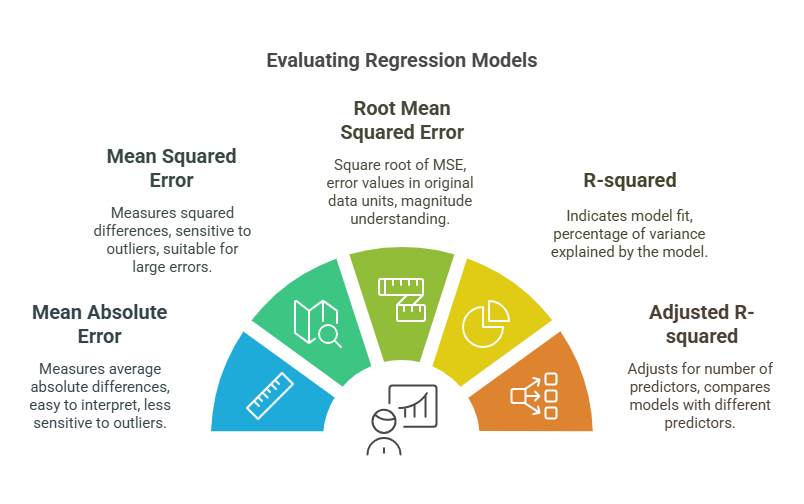 Evaluating Regression Models
Root Mean
Squared Error
Square root of MSE,
error values in original
data units, magnitude
understanding.
Mean Squared
Error
Measures squared
differences, sensitive to
outliers, suitable for
large errors.
R-squared
Indicates model fit,
percentage of variance
explained by the model.
Mean Absolute
Error
Measures average
absolute differences,
easy to interpret, less
sensitive to outliers.
Adjusted R-
squared
Adjusts for number of
predictors, compares
models with different
predictors.